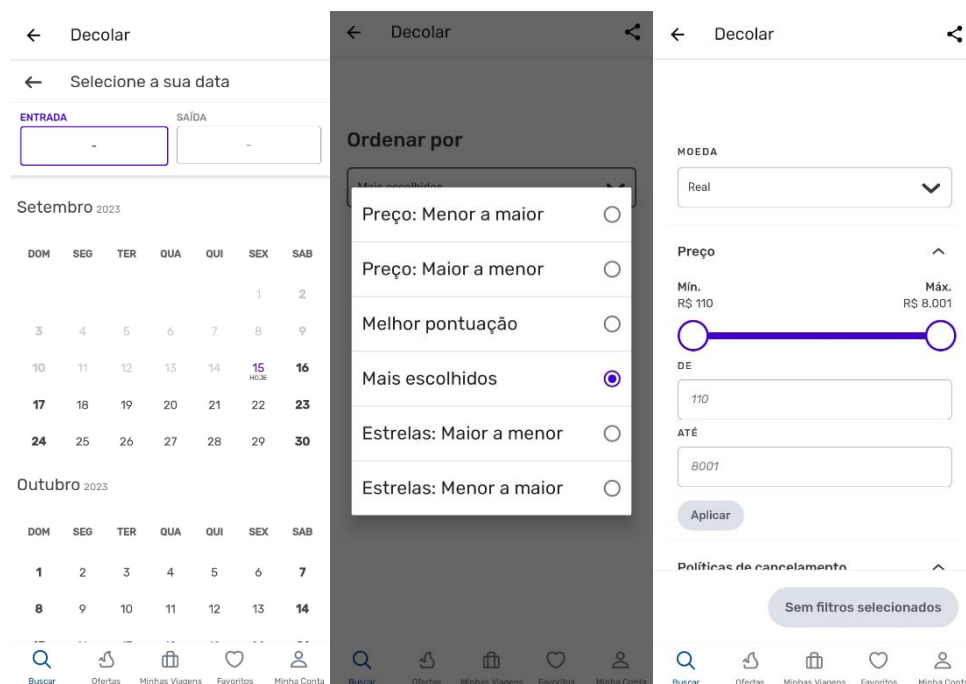 Decolar
Selecione a sua data
ENTRADA
SAÍDA
-
-
Setembro 2023
DOM SEG TER QUA QUI SEX SAB
1 2
3 4 5 6 7 8 9
10 11 12 13 14 15 16
HOJE
17 18 19 20 21 22 23
24 25 26 27 28 29 30
Outubro 2023
DOM SEG TER QUA QUI SEX SAB
1 2 3 4 5 6 7
8 9 10 11 12 13 14
Buscar Ofertas Minhas Viagens Favoritos Minha Conta
Decolar
Ordenar por
Mais escolhidos
Preço: Menor a maior
Preço: Maior a menor
Melhor pontuação
Mais escolhidos
Estrelas: Maior a menor
Estrelas: Menor a maior
Buscar Ofertas Minhas Viagens Favoritos Minha Conta
Decolar
MOEDA
Real
Preço
Mín. Máx.
R$ 110 R$ 8.001
DE
110
ATÉ
8001
Aplicar
Políticas de cancelamento
Sem filtros selecionados
Buscar Ofertas Minhas Viagens Favoritos Minha Conta